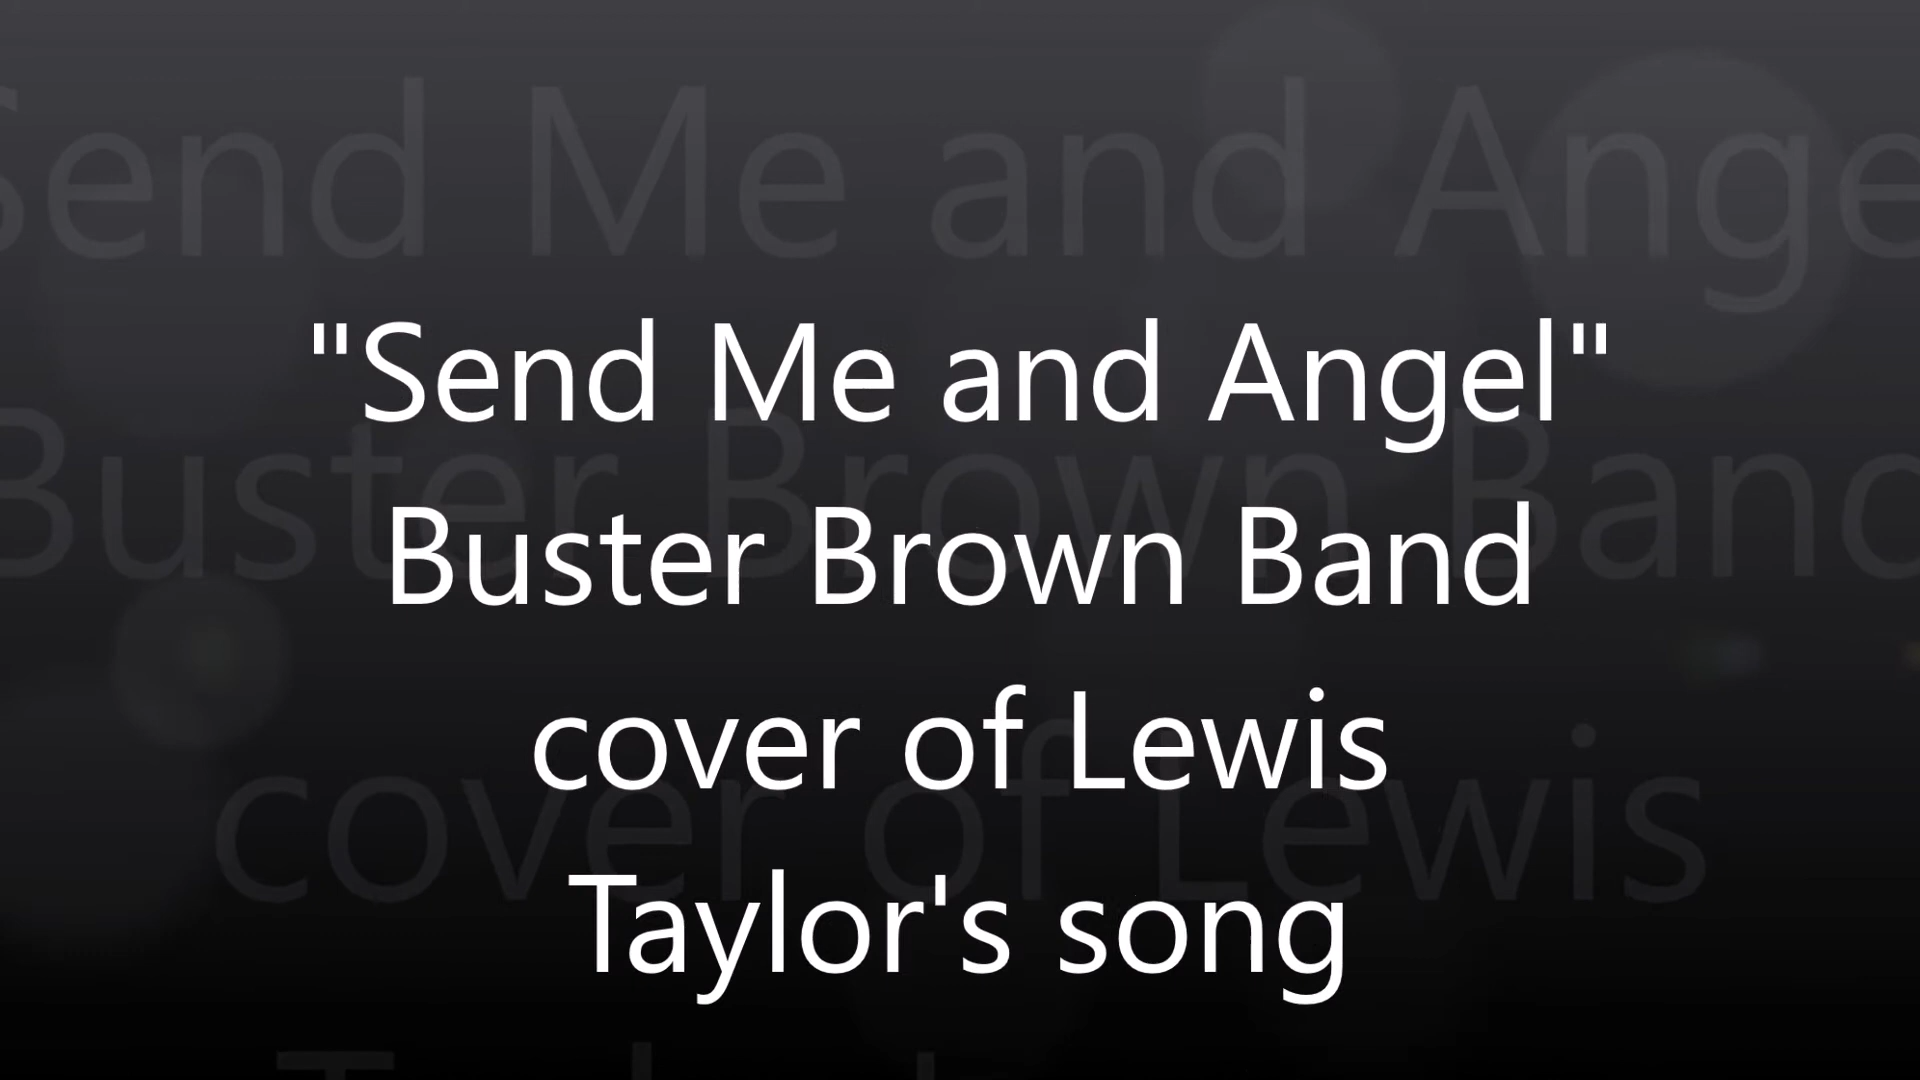 "Send Me and Angel"
Buster Brown Band
cover of Lewis
Taylor's song